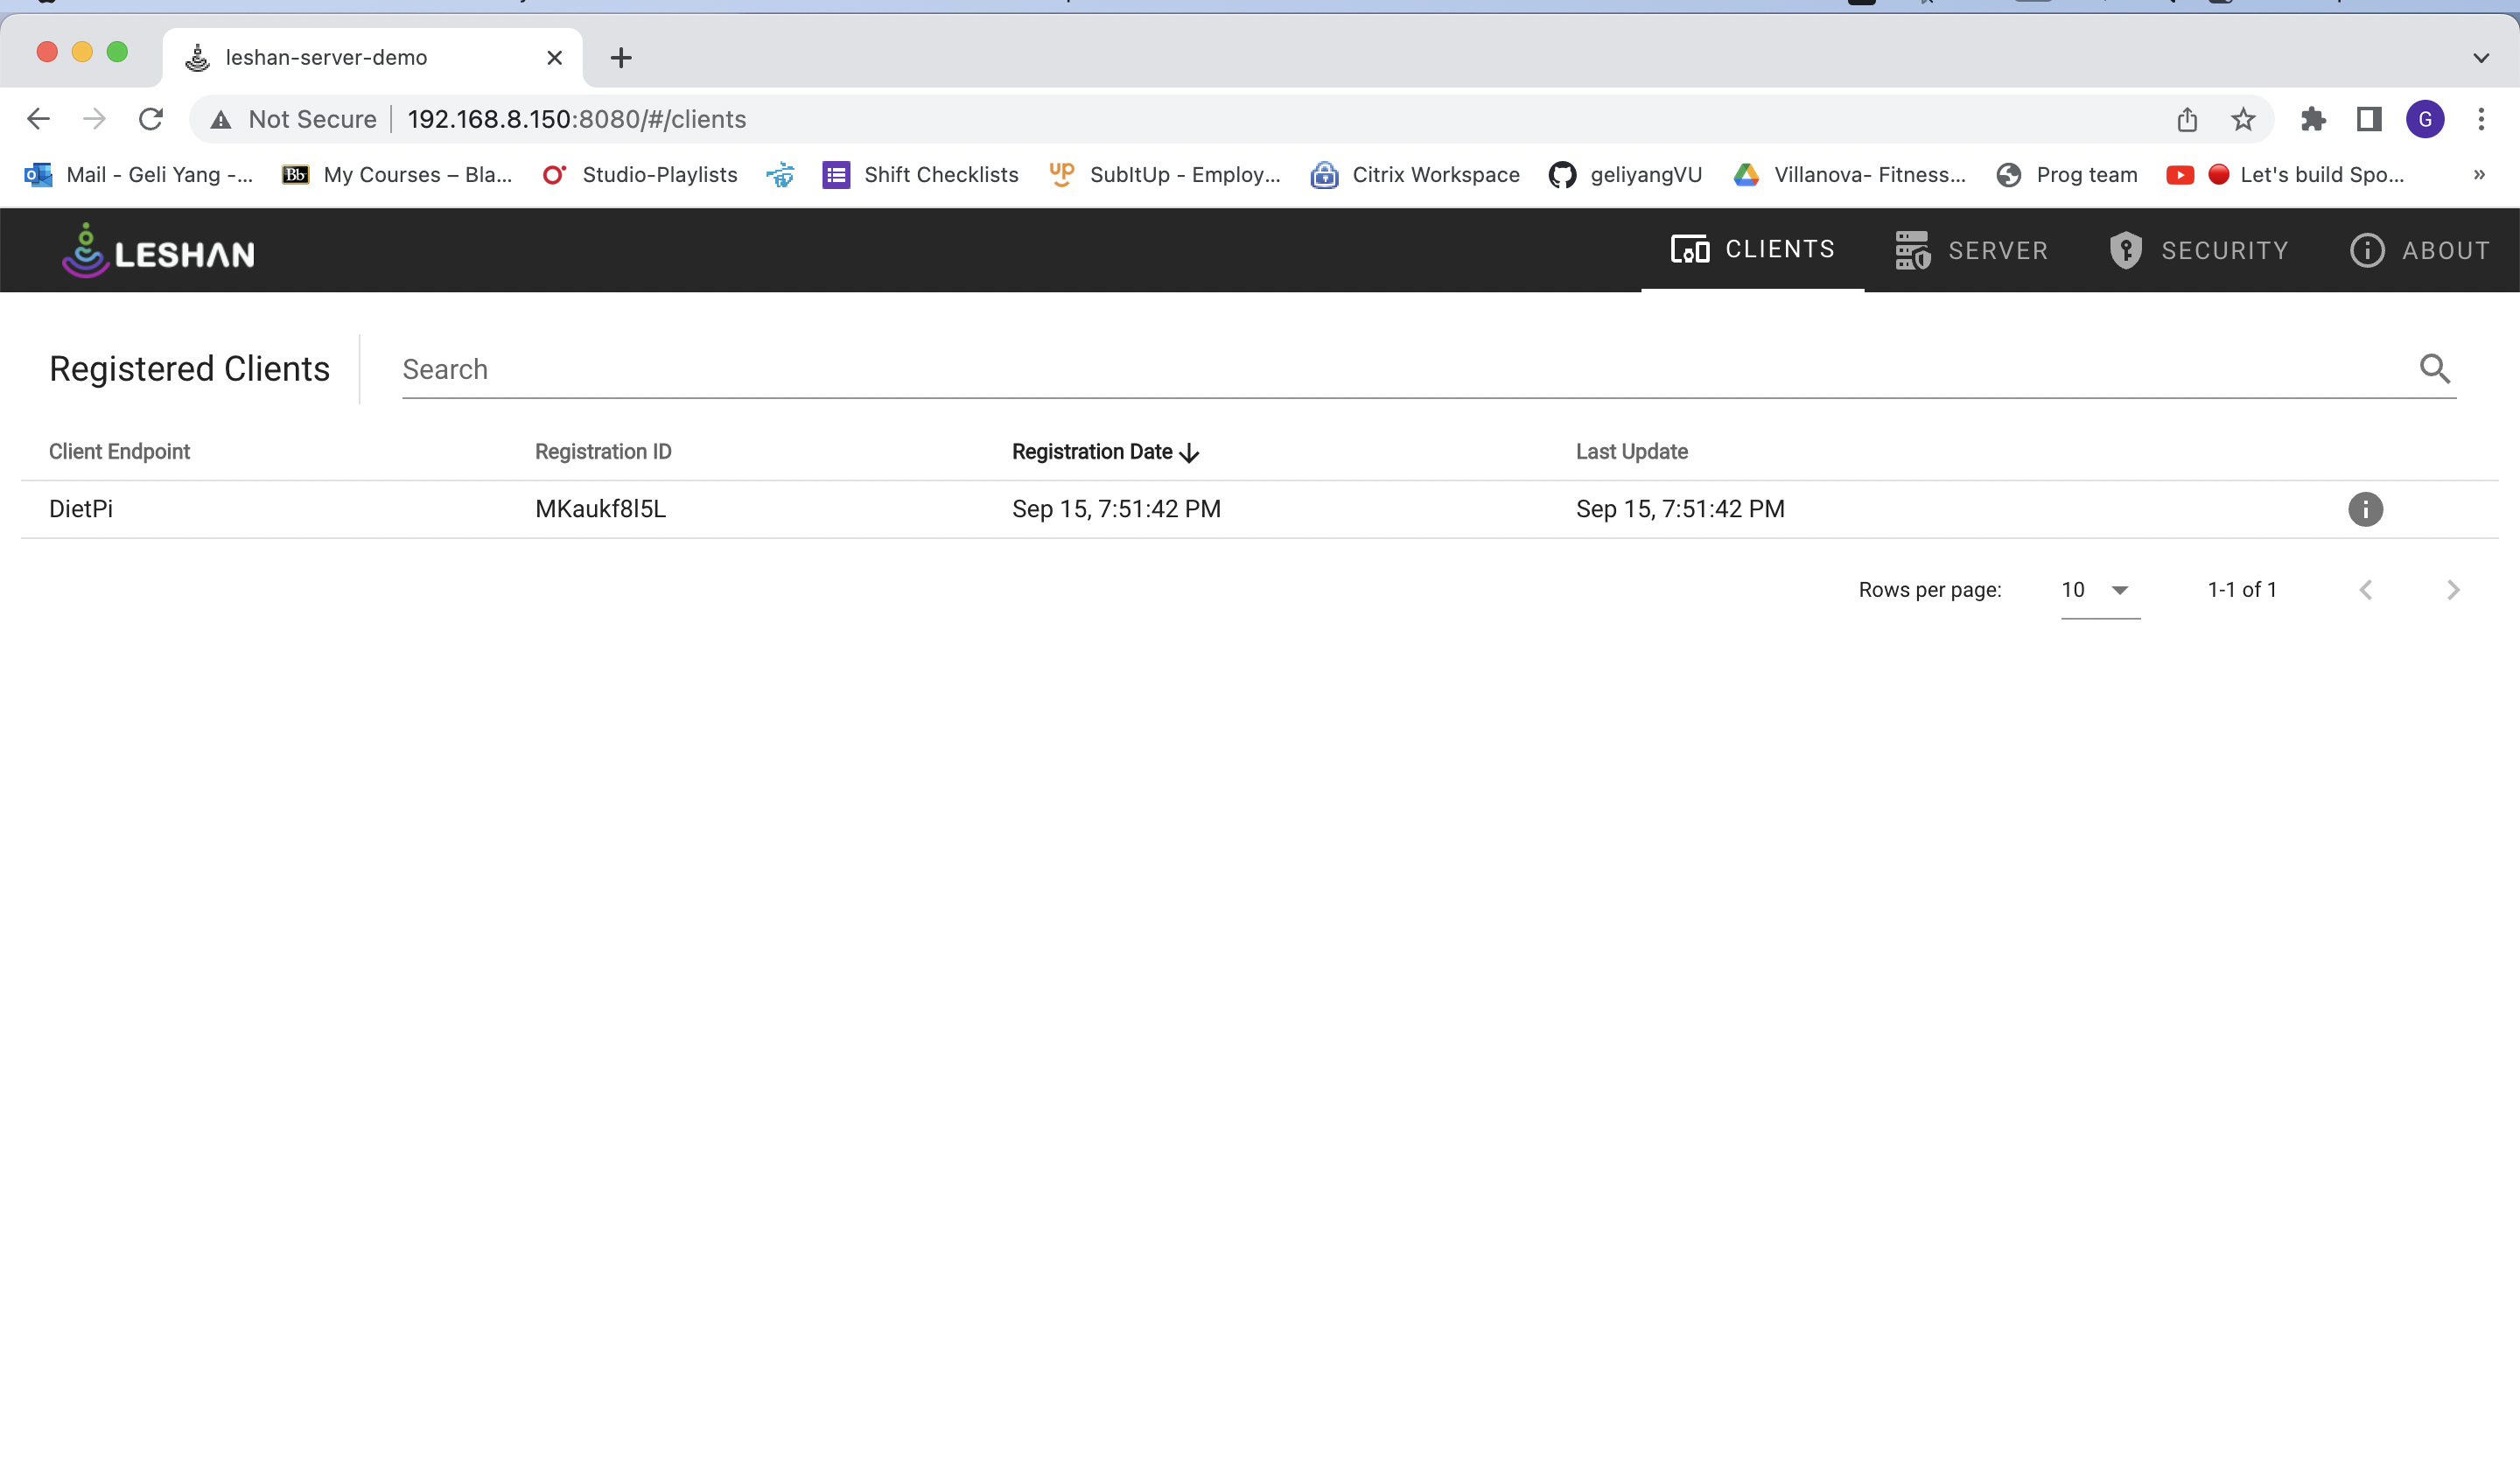 leshan-server-demo
Not Secure 192.168.8.150:8080/#/clients G
Mail - Geli Yang -... Bb My Courses – Bla... Studio-Playlists Shift Checklists up SubItUp - Employ... Citrix Workspace geliyangVU Villanova- Fitness... Prog team Let's build Spo... »
LESHAN CLIENTS SERVER SECURITY ABOUT
Registered Clients Search
Client Endpoint Registration ID Registration Date Last Update
DietPi MKaukf8l5L Sep 15, 7:51:42 PM Sep 15, 7:51:42 PM
Rows per page: 10 1-1 of 1